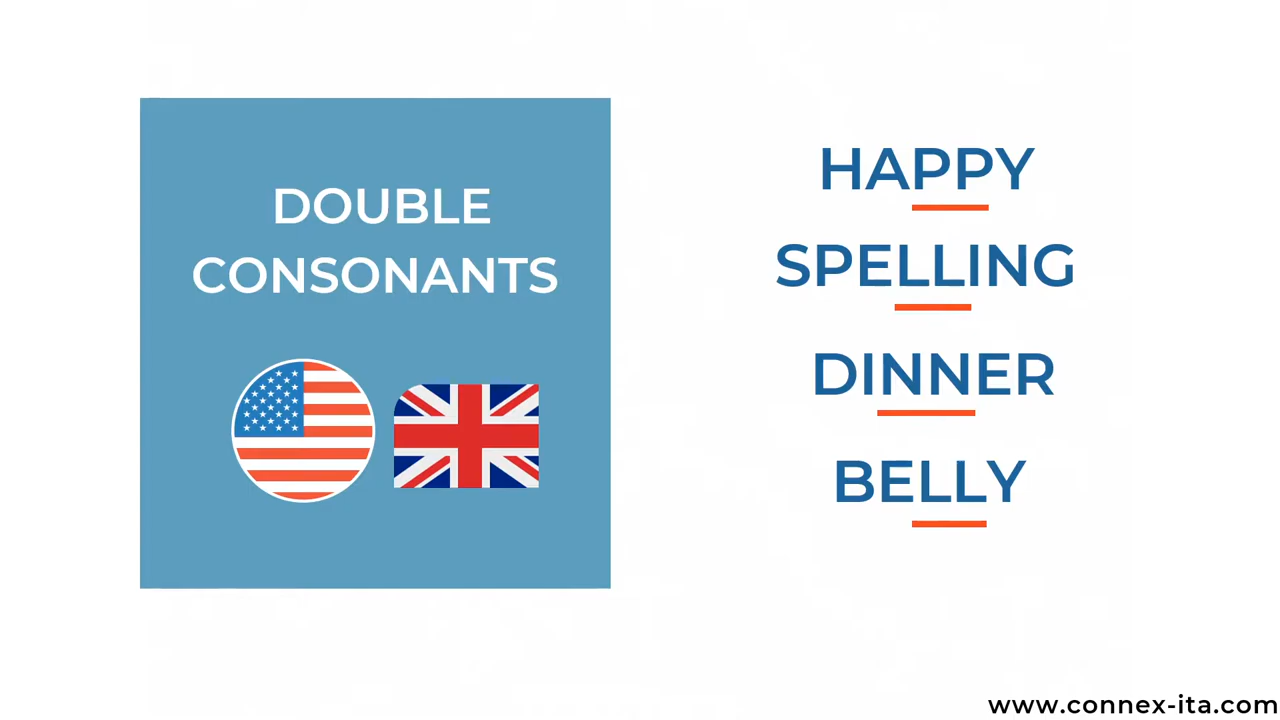 DOUBLE
CONSONANTS
HAPPY
SPELLING
DINNER
BELLY
www.connex-ita.com